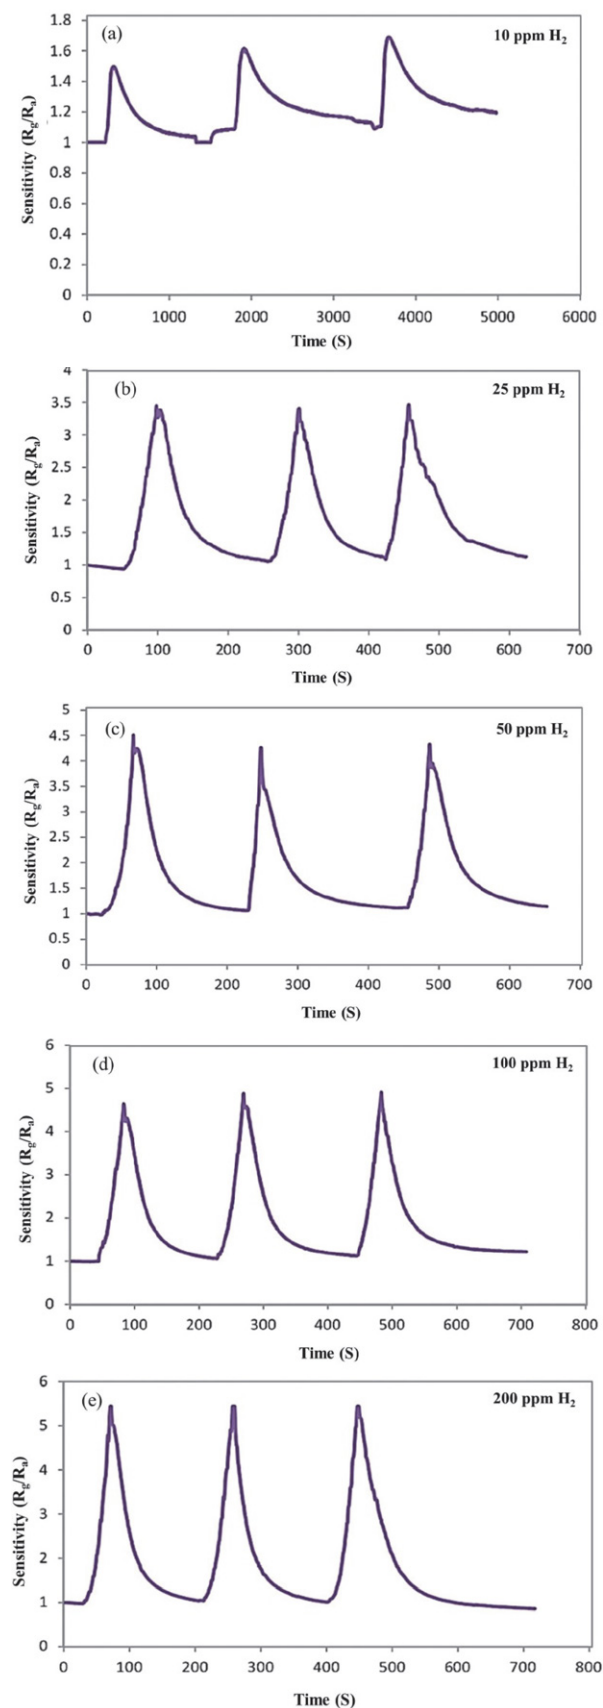 (a)
10 ppm H2
1.8
1.6
1.4
1.2
1
0.8
0.6
0.4
0.2
0
Sensitivity (Rg/Ra)
0 1000 2000 3000 4000 5000 6000
Time (S)
(b)
25 ppm H2
4
3.5
3
2.5
2
1.5
1
0.5
0
Sensitivity (Rg/Ra)
0 100 200 300 400 500 600 700
Time (S)
(c)
50 ppm H2
5
4.5
4
3.5
3
2.5
2
1.5
1
0.5
0
Sensitivity (Rg/Ra)
0 100 200 300 400 500 600 700
Time (S)
(d)
100 ppm H2
6
5
4
3
2
1
0
Sensitivity (Rg/Ra)
0 100 200 300 400 500 600 700 800
Time (S)
(e)
200 ppm H2
6
5
4
3
2
1
0
Sensitivity (Rg/Ra)
0 100 200 300 400 500 600 700 800
Time (S)